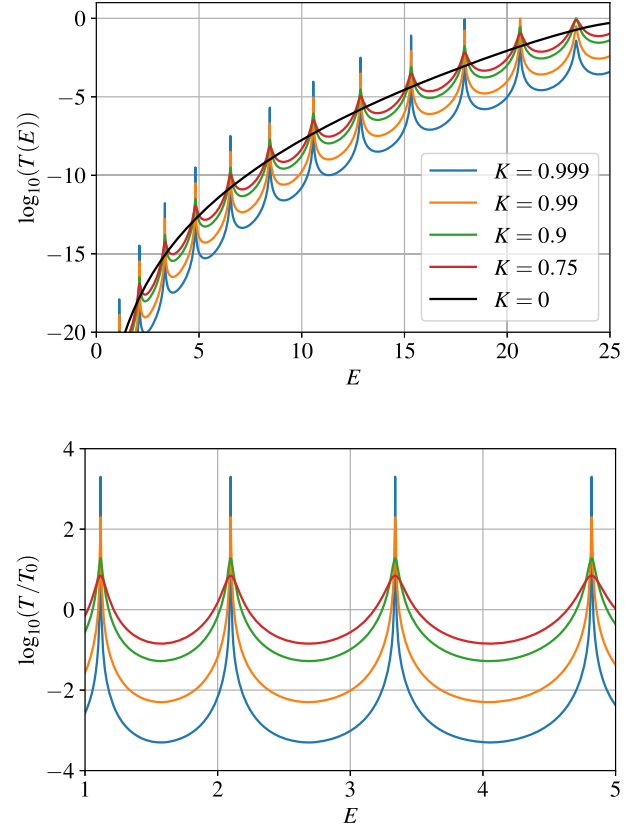 log₁₀(T(E))
0
−5
−10
−15
−20
K = 0.999
K = 0.99
K = 0.9
K = 0.75
K = 0
0 5 10 15 20 25
E
log₁₀(T/T₀)
4
2
0
−2
−4
1 2 3 4 5
E